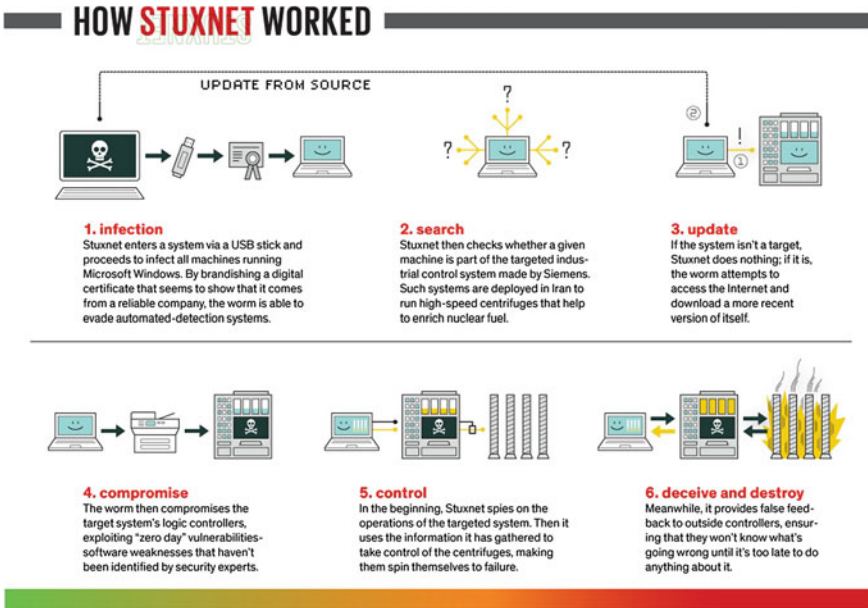 HOW STUXNET WORKED
UPDATE FROM SOURCE
?
?
?
②
!
①
1. infection
Stuxnet enters a system via a USB stick and
proceeds to infect all machines running
Microsoft Windows. By brandishing a digital
certificate that seems to show that it comes
from a reliable company, the worm is able to
evade automated-detection systems.
2. search
Stuxnet then checks whether a given
machine is part of the targeted indus-
trial control system made by Siemens.
Such systems are deployed in Iran to
run high-speed centrifuges that help
to enrich nuclear fuel.
3. update
If the system isn't a target,
Stuxnet does nothing; if it is,
the worm attempts to
access the Internet and
download a more recent
version of itself.
4. compromise
The worm then compromises the
target system's logic controllers,
exploiting "zero day" vulnerabilities-
software weaknesses that haven't
been identified by security experts.
5. control
In the beginning, Stuxnet spies on the
operations of the targeted system. Then it
uses the information it has gathered to
take control of the centrifuges, making
them spin themselves to failure.
6. deceive and destroy
Meanwhile, it provides false feed-
back to outside controllers, ensur-
ing that they won't know what's
going wrong until it's too late to do
anything about it.